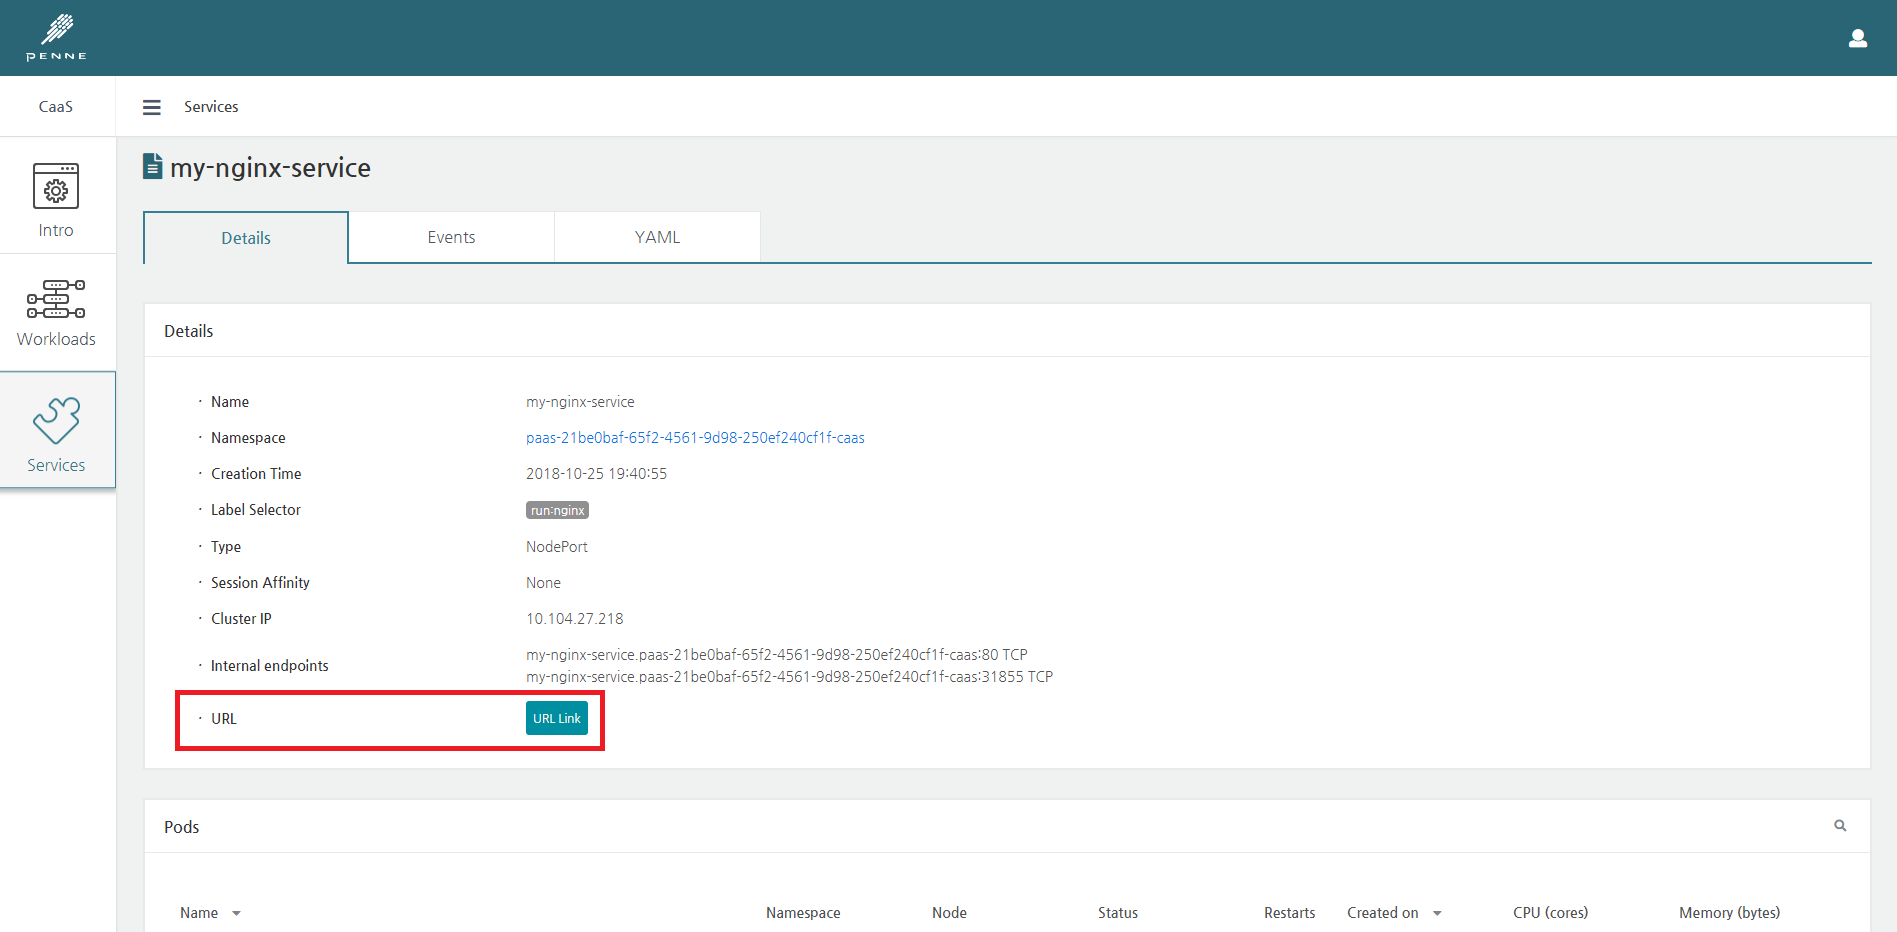 PENNE
CaaS
Services
Intro
Workloads
Services
my-nginx-service
Details Events YAML
Details
· Name my-nginx-service
· Namespace paas-21be0baf-65f2-4561-9d98-250ef240cf1f-caas
· Creation Time 2018-10-25 19:40:55
· Label Selector run:nginx
· Type NodePort
· Session Affinity None
· Cluster IP 10.104.27.218
· Internal endpoints my-nginx-service.paas-21be0baf-65f2-4561-9d98-250ef240cf1f-caas:80 TCP
my-nginx-service.paas-21be0baf-65f2-4561-9d98-250ef240cf1f-caas:31855 TCP
· URL URL Link
Pods
Name Namespace Node Status Restarts Created on CPU (cores) Memory (bytes)